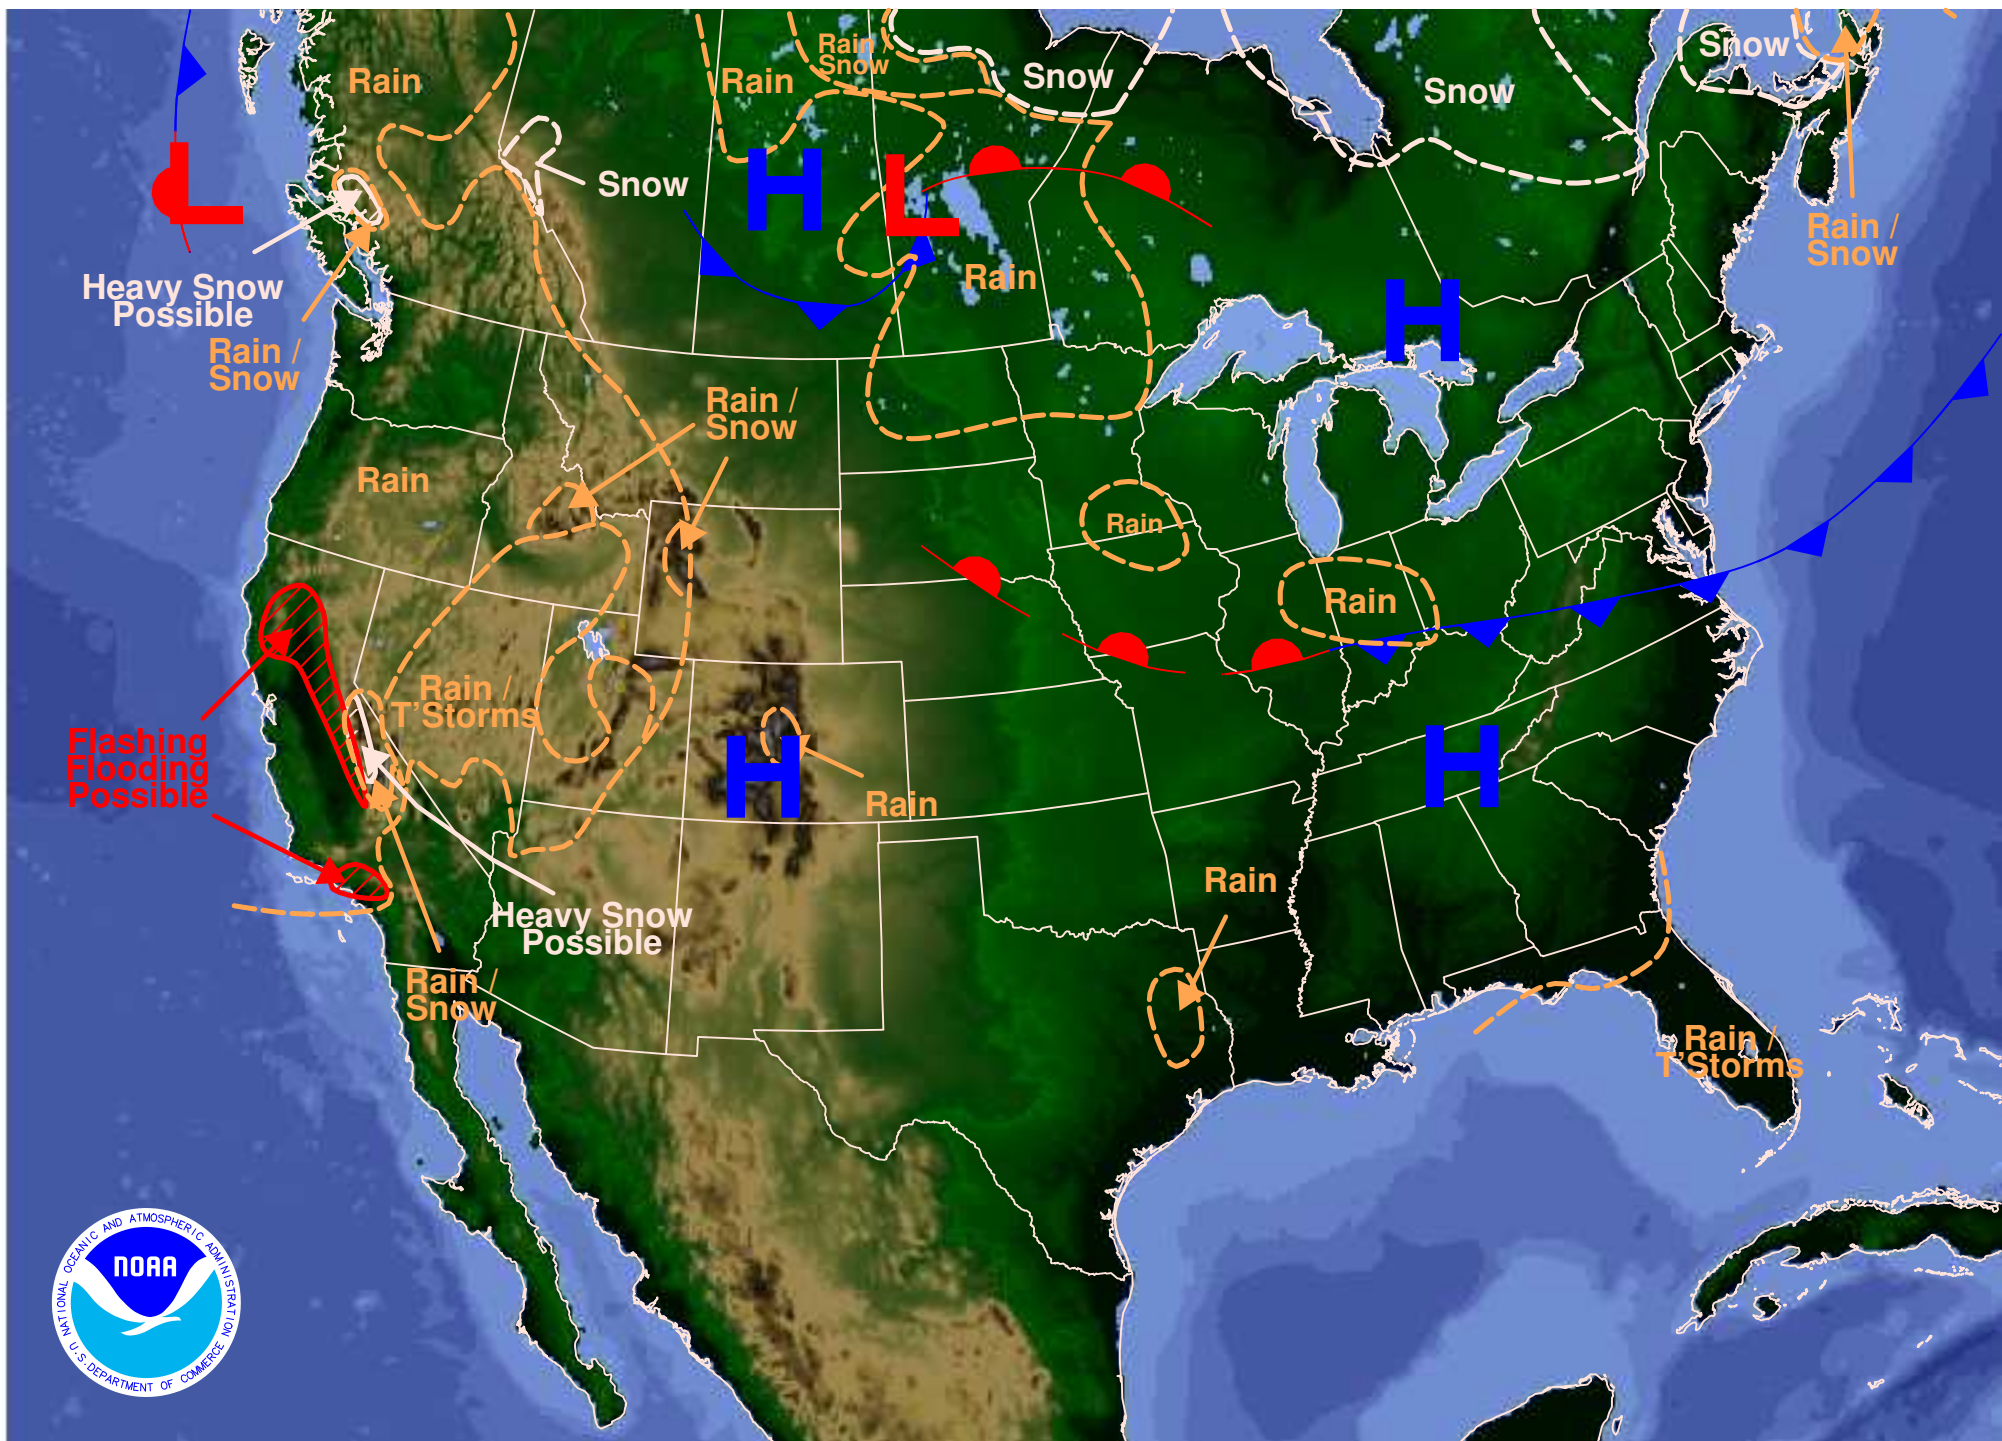 Rain
Rain
Rain /
Snow
Snow
Snow
Snow
H
L
L
Snow
Rain /
Snow
Heavy Snow
Possible
Rain
H
Rain /
Snow
Rain /
Snow
Rain
Rain
Rain
Rain /
T'Storms
Flashing
Flooding
Possible
H
H
Rain
Rain
Heavy Snow
Possible
Rain /
Snow
Rain /
T'Storms
NATIONAL OCEANIC AND ATMOSPHERIC ADMINISTRATION
NOAA
U.S. DEPARTMENT OF COMMERCE